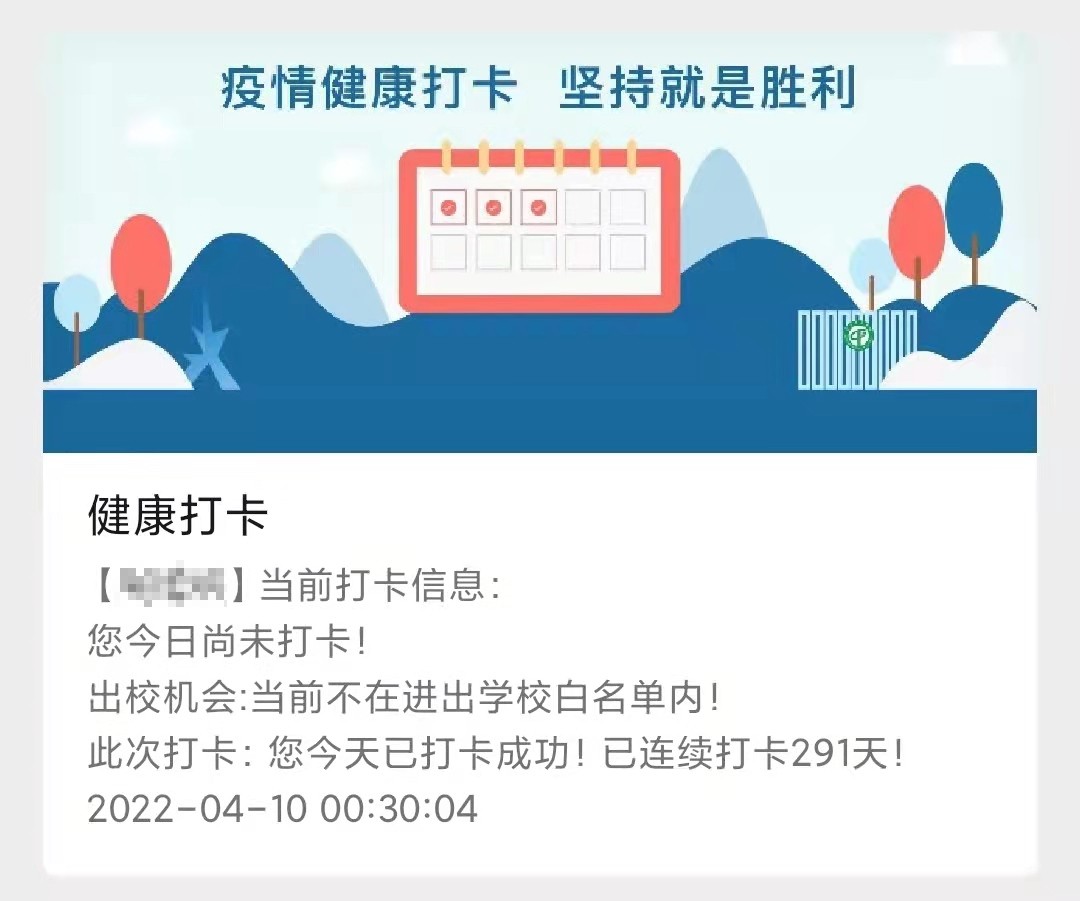 疫情健康打卡 坚持就是胜利
健康打卡
【】当前打卡信息：
您今日尚未打卡！
出校机会:当前不在进出学校白名单内！
此次打卡：您今天已打卡成功！已连续打卡291天！
2022-04-10 00:30:04